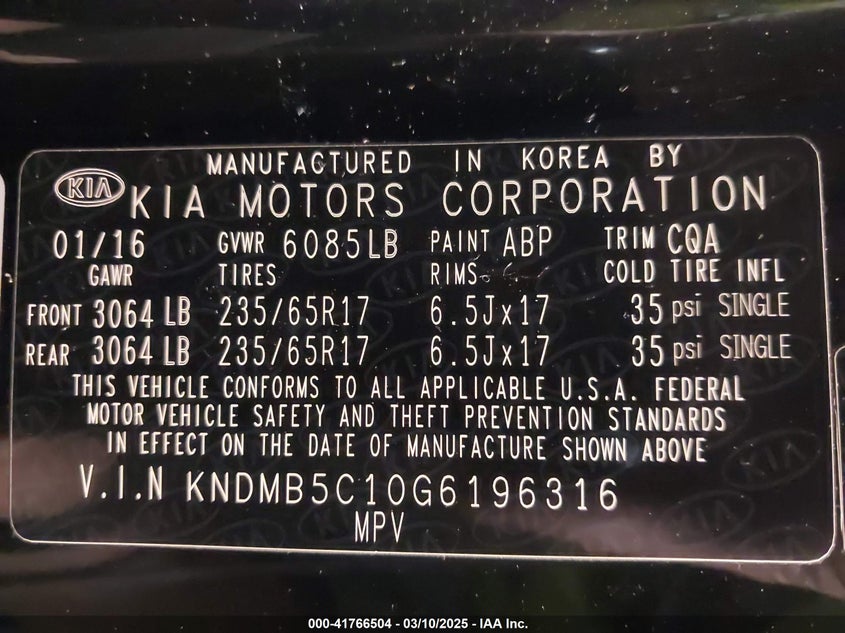 MANUFACTURED IN KOREA BY
KIA KIA MOTORS CORPORATION
01/16 GVWR 6085LB PAINT ABP TRIM CQA
GAWR TIRES RIMS COLD TIRE INFL
FRONT 3064 LB 235/65R17 6.5Jx17 35 psi SINGLE
REAR 3064 LB 235/65R17 6.5Jx17 35 psi SINGLE
THIS VEHICLE CONFORMS TO ALL APPLICABLE U.S.A. FEDERAL
MOTOR VEHICLE SAFETY AND THEFT PREVENTION STANDARDS
IN EFFECT ON THE DATE OF MANUFACTURE SHOWN ABOVE
V.I.N KNDMB5C10G6196316
MPV
000-41766504 - 03/10/2025 - IAA Inc.